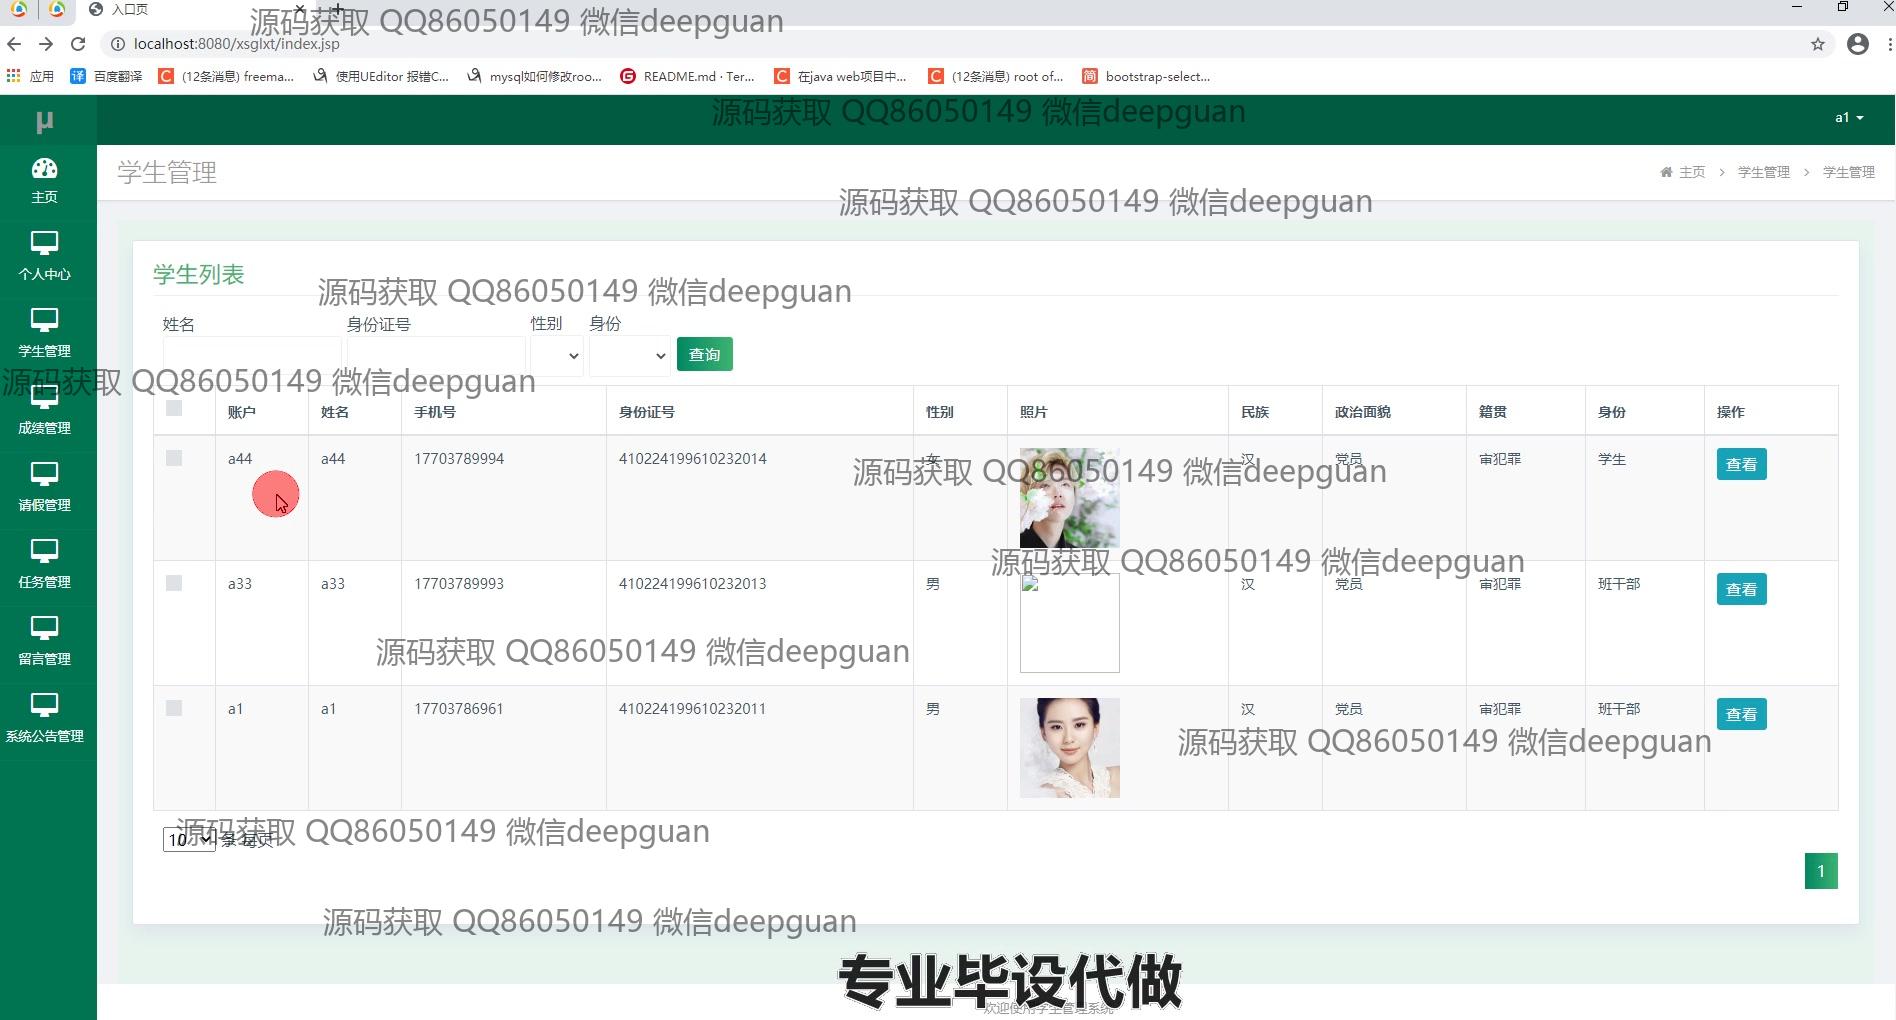 入口页
源码获取 QQ86050149 微信deepguan
localhost:8080/xsglxt/index.jsp
应用 百度翻译 (12条消息) freema... 使用UEditor 报错C... mysql如何修改roo... README.md · Ter... 在java web项目中... (12条消息) root of... bootstrap-select...
源码获取 QQ86050149 微信deepguan
μ
a1
主页
学生管理
主页 > 学生管理 > 学生管理
源码获取 QQ86050149 微信deepguan
个人中心
学生列表
源码获取 QQ86050149 微信deepguan
姓名 身份证号 性别 身份
查询
学生管理
源码获取 QQ86050149 微信deepguan
账户 姓名 手机号 身份证号 性别 照片 民族 政治面貌 籍贯 身份 操作
成绩管理
a44 a44 17703789994 410224199610232014 女 汉 党员 审犯罪 学生 查看
源码获取 QQ86050149 微信deepguan
请假管理
源码获取 QQ86050149 微信deepguan
a33 a33 17703789993 410224199610232013 男 汉 党员 审犯罪 班干部 查看
任务管理
源码获取 QQ86050149 微信deepguan
留言管理
a1 a1 17703786961 410224199610232011 男 汉 党员 审犯罪 班干部 查看
系统公告管理
源码获取 QQ86050149 微信deepguan
源码获取 QQ86050149 微信deepguan
10 条 每页
1
源码获取 QQ86050149 微信deepguan
专业毕设代做
欢迎使用学生管理系统